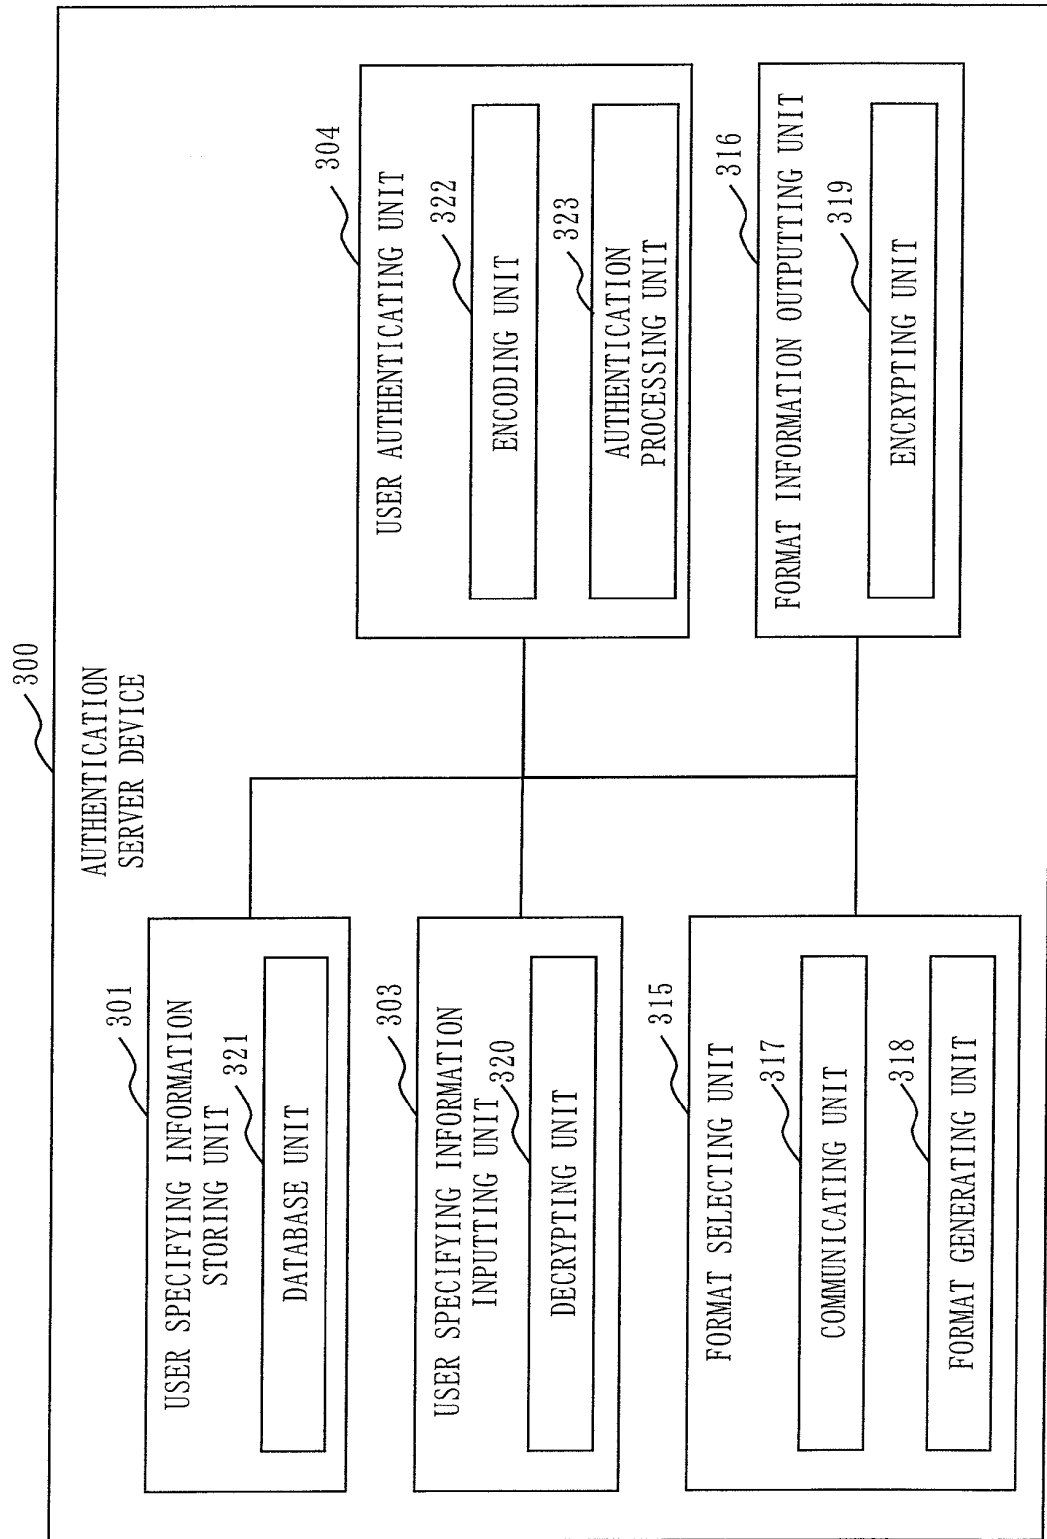 300
AUTHENTICATION
SERVER DEVICE
301
USER SPECIFYING INFORMATION
STORING UNIT
321
DATABASE UNIT
303
USER SPECIFYING INFORMATION
INPUTTING UNIT
320
DECRYPTING UNIT
315
FORMAT SELECTING UNIT
317
COMMUNICATING UNIT
318
FORMAT GENERATING UNIT
304
USER AUTHENTICATING UNIT
322
ENCODING UNIT
323
AUTHENTICATION
PROCESSING UNIT
316
FORMAT INFORMATION OUTPUTING UNIT
319
ENCRYPTING UNIT